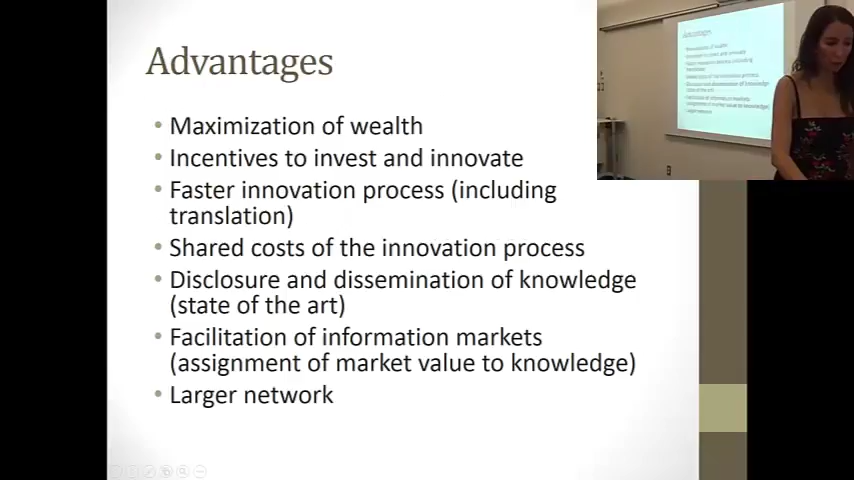 Advantages
• Maximization of wealth
• Incentives to invest and innovate
• Faster innovation process (including
translation)
• Shared costs of the innovation process
• Disclosure and dissemination of knowledge
(state of the art)
• Facilitation of information markets
(assignment of market value to knowledge)
• Larger network